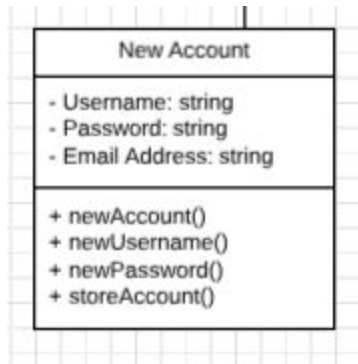 New Account
- Username: string
- Password: string
- Email Address: string
+ newAccount()
+ newUsername()
+ newPassword()
+ storeAccount()